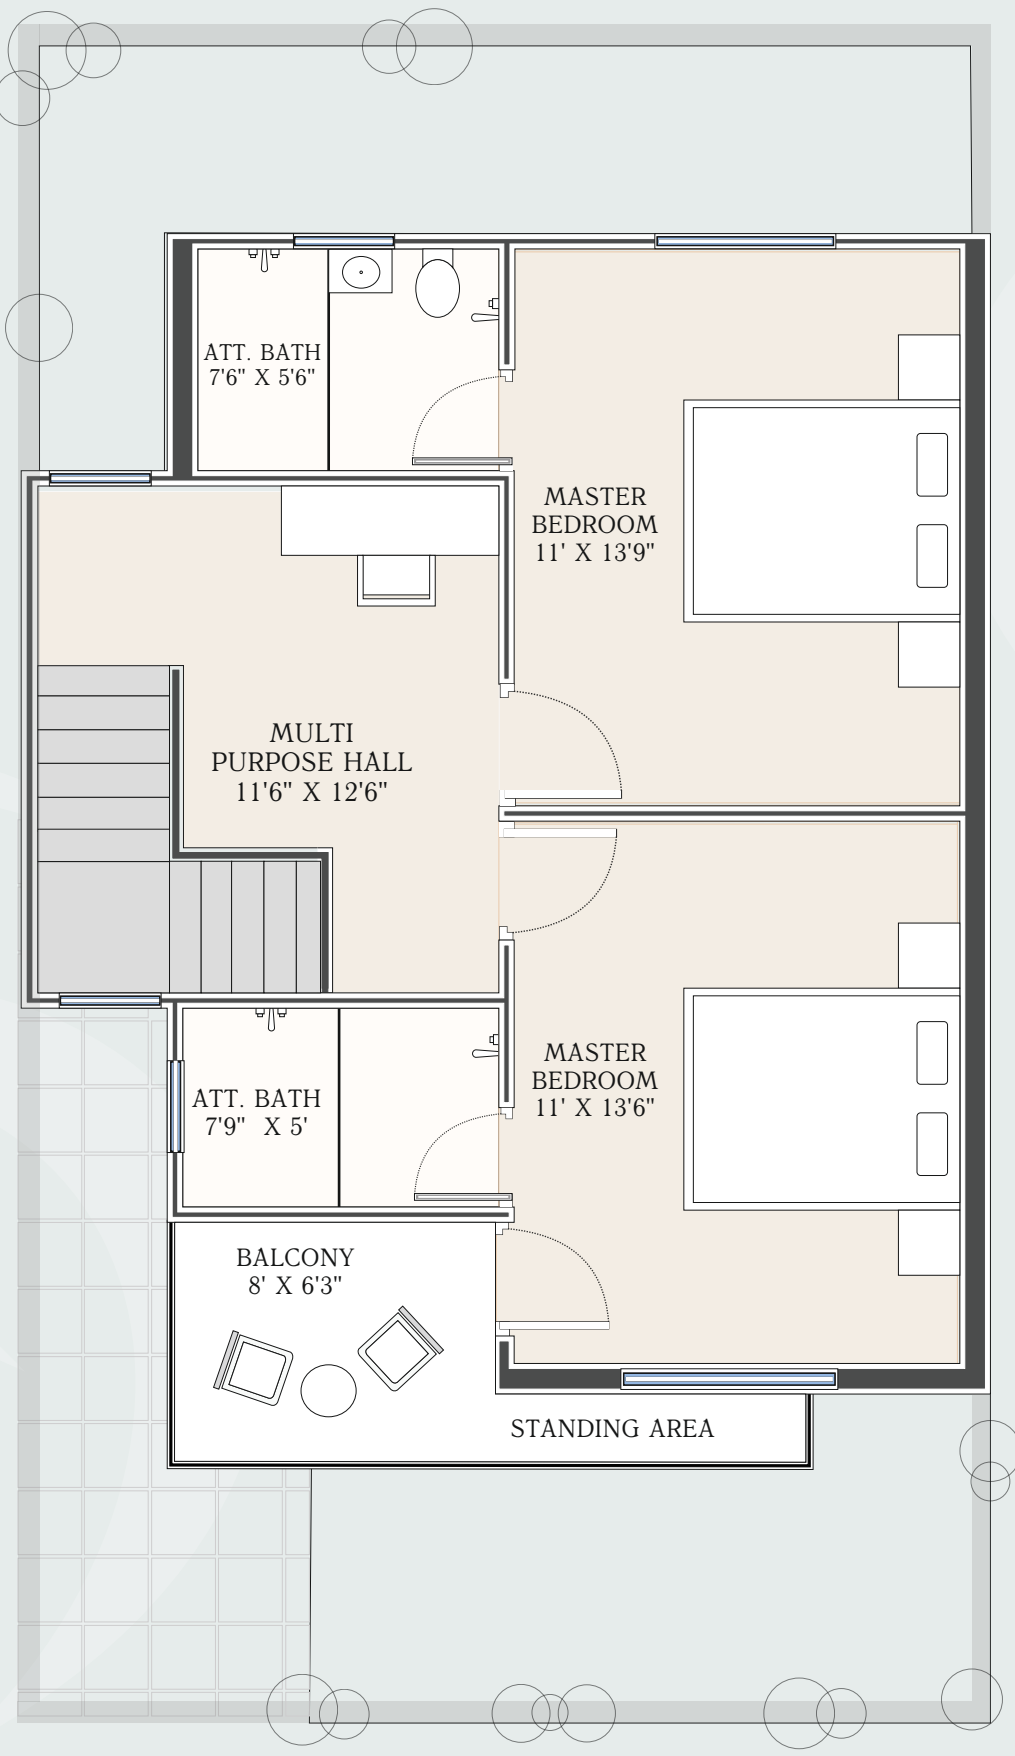 ATT. BATH
7'6" X 5'6"
MASTER
BEDROOM
11' X 13'9"
MULTI
PURPOSE HALL
11'6" X 12'6"
MASTER
BEDROOM
11' X 13'6"
ATT. BATH
7'9" X 5'
BALCONY
8' X 6'3"
STANDING AREA